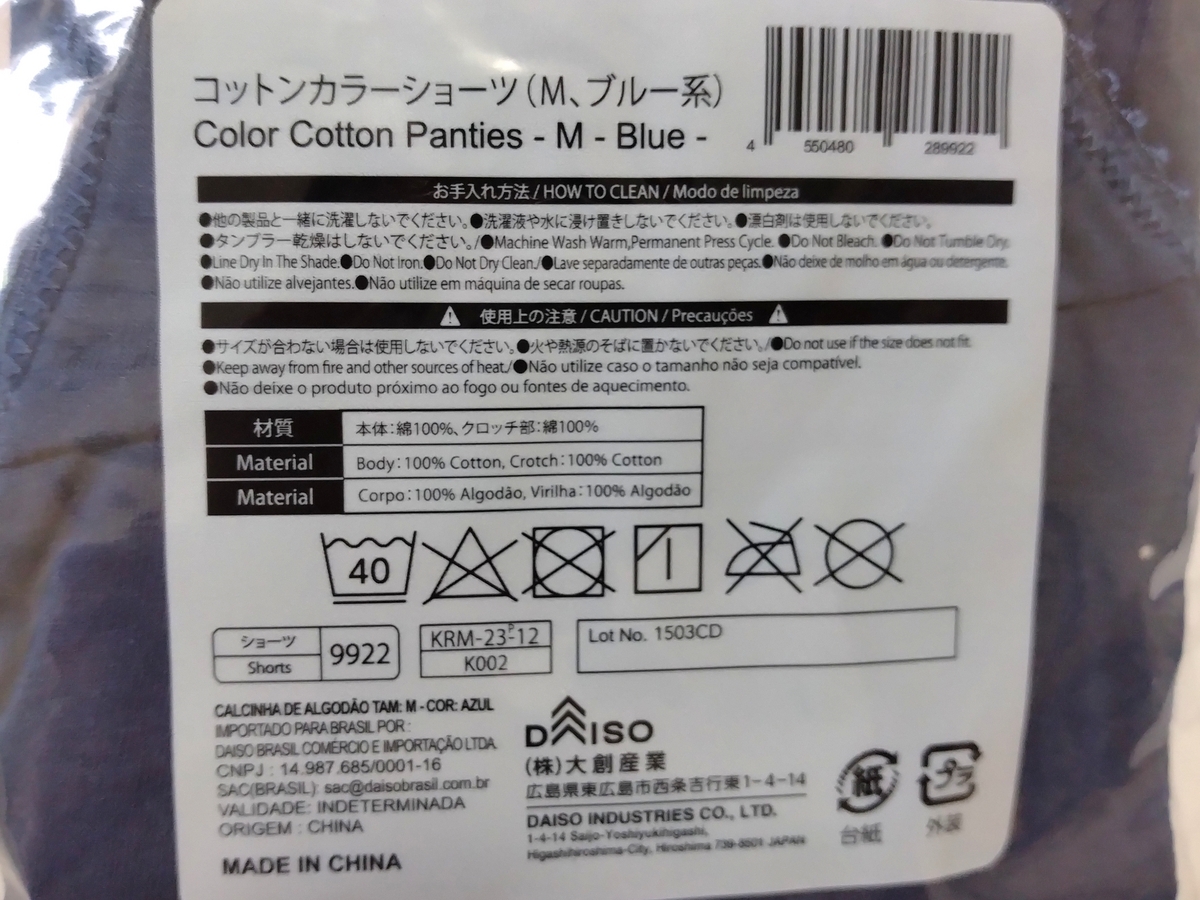 コットンカラーショーツ（M、ブルー系）
Color Cotton Panties - M - Blue -
4 550480 289922
お手入れ方法 / HOW TO CLEAN / Modo de limpeza
●他の製品と一緒に洗濯しないでください。●洗濯液や水に浸け置きしないでください。●漂白剤は使用しないでください。
●タンブラー乾燥はしないでください。/●Machine Wash Warm,Permanent Press Cycle. ●Do Not Bleach. ●Do Not Tumble Dry.
●Line Dry In The Shade.●Do Not Iron.●Do Not Dry Clean./●Lave separadamente de outras peças.●Não deixe de molho em água ou detergente.
●Não utilize alvejantes.●Não utilize em máquina de secar roupas.
⚠ 使用上の注意 / CAUTION / Precauções ⚠
●サイズが合わない場合は使用しないでください。●火や熱源のそばに置かないでください。/●Do not use if the size does not fit.
●Keep away from fire and other sources of heat./●Não utilize caso o tamanho não seja compatível.
●Não deixe o produto próximo ao fogo ou fontes de aquecimento.
材質 本体：綿100%、クロッチ部：綿100%
Material Body：100% Cotton, Crotch：100% Cotton
Material Corpo：100% Algodão, Virilha：100% Algodão
40
ショーツ
Shorts
9922
KRM-23-P-12
K002
Lot No. 1503CD
CALCINHA DE ALGODÃO TAM: M - COR: AZUL
IMPORTADO PARA BRASIL POR :
DAISO BRASIL COMÉRCIO E IMPORTAÇÃO LTDA.
CNPJ : 14.987.685/0001-16
SAC(BRASIL): sac@daisobrasil.com.br
VALIDADE: INDETERMINADA
ORIGEM : CHINA
MADE IN CHINA
DAISO
(株)大創産業
広島県東広島市西条吉行東1-4-14
DAISO INDUSTRIES CO., LTD.
1-4-14 Saijo-Yoshiyukihigashi,
Higashihiroshima-City, Hiroshima 739-8501 JAPAN
紙
台紙
プラ
外装